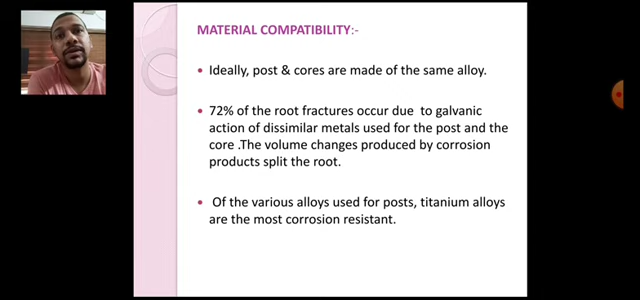 MATERIAL COMPATIBILITY:-
Ideally, post & cores are made of the same alloy.
72% of the root fractures occur due to galvanic
action of dissimilar metals used for the post and the
core .The volume changes produced by corrosion
products split the root.
Of the various alloys used for posts, titanium alloys
are the most corrosion resistant.